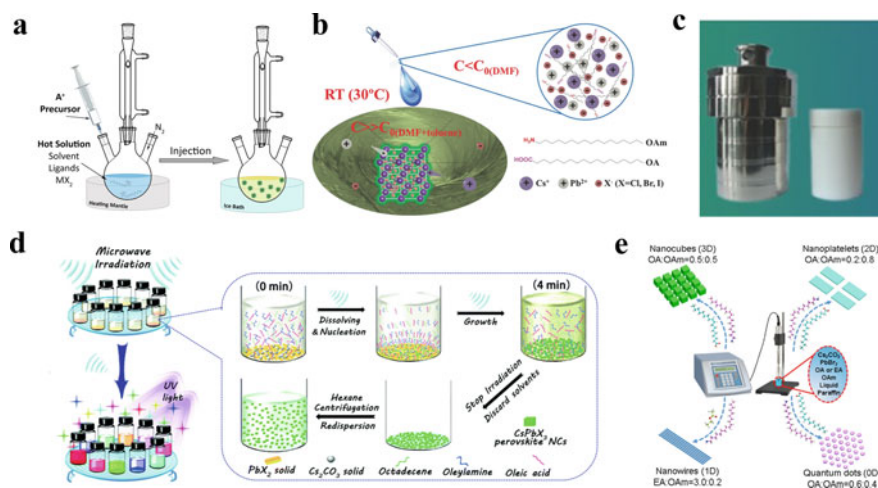 a
A⁺
Precursor
Hot Solution
Solvent
Ligands
MX₂
N₂
Injection
Heating Mantle
Ice Bath
b
RT (30°C)
C<C₀(DMF)
C>>C₀(DMF+toluene)
H₂N
OAm
HOOC
OA
Cs⁺ Pb²⁺ X⁻ (X=Cl, Br, I)
c
d
Microwave
Irradiation
UV
light
(0 min)
Dissolving
& Nucleation
Growth
(4 min)
Stop Irradiation
Discard solvents
Hexane
Centrifugation
Redispersion
CsPbX₃
perovskite NCs
PbX₂ solid
Cs₂CO₃ solid
Octadecene
Oleylamine
Oleic acid
e
Nanocubes (3D)
OA:OAm=0.5:0.5
Nanoplatelets (2D)
OA:OAm=0.2:0.8
Cs₂CO₃
PbBr₂
OA or EA
OAm
Liquid
Paraffin
Nanowires (1D)
EA:OAm=3.0:0.2
Quantum dots (0D)
OA:OAm=0.6:0.4